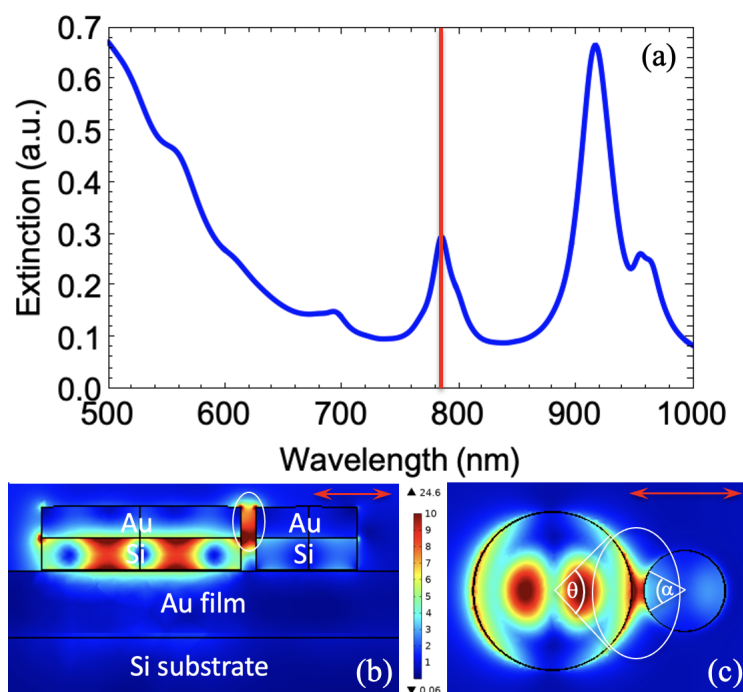 0.7
(a)
0.6
0.5
0.4
0.3
0.2
0.1
0.0
Extinction (a.u.)
500 600 700 800 900 1000
Wavelength (nm)
Au Au
Si Si
Au film
Si substrate
(b)
▲ 24.6
10
9
8
7
6
5
4
3
2
1
▼ 0.06
θ α
(c)